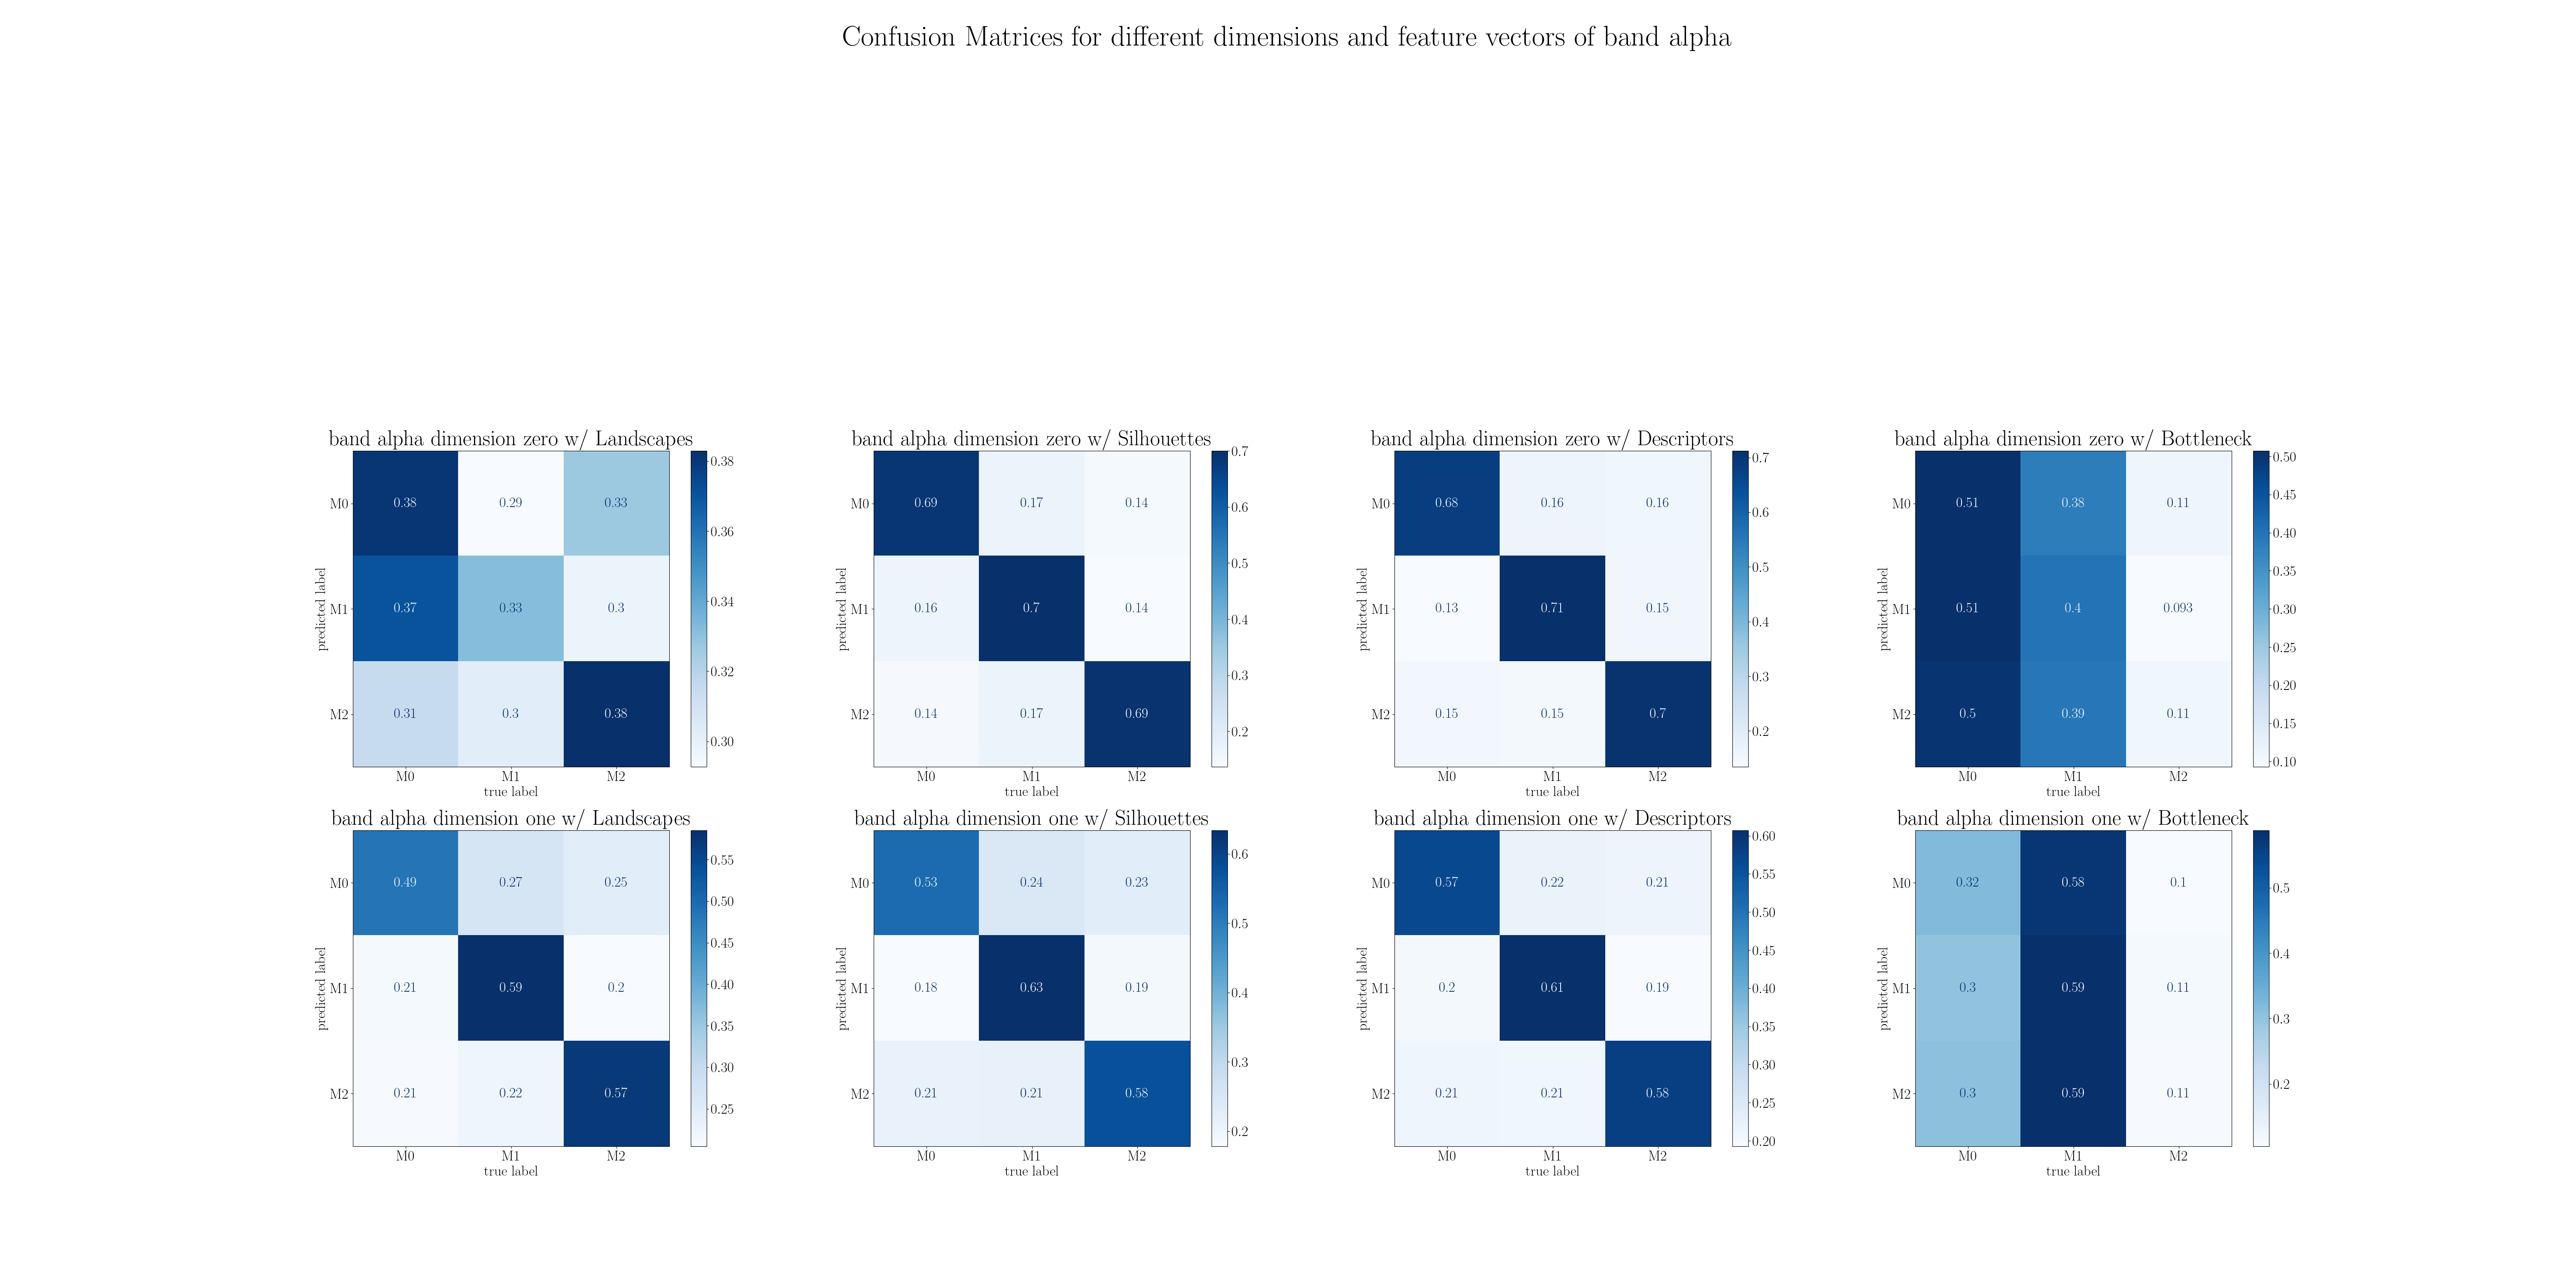 Confusion Matrices for different dimensions and feature vectors of band alpha
band alpha dimension zero w/ Landscapes
predicted label
M0 0.38 0.29 0.33
M1 0.37 0.33 0.3
M2 0.31 0.3 0.38
M0 M1 M2
true label
0.38
0.36
0.34
0.32
0.30
band alpha dimension zero w/ Silhouettes
predicted label
M0 0.69 0.17 0.14
M1 0.16 0.7 0.14
M2 0.14 0.17 0.69
M0 M1 M2
true label
0.7
0.6
0.5
0.4
0.3
0.2
band alpha dimension zero w/ Descriptors
predicted label
M0 0.68 0.16 0.16
M1 0.13 0.71 0.15
M2 0.15 0.15 0.7
M0 M1 M2
true label
0.7
0.6
0.5
0.4
0.3
0.2
band alpha dimension zero w/ Bottleneck
predicted label
M0 0.51 0.38 0.11
M1 0.51 0.4 0.093
M2 0.5 0.39 0.11
M0 M1 M2
true label
0.50
0.45
0.40
0.35
0.30
0.25
0.20
0.15
0.10
band alpha dimension one w/ Landscapes
predicted label
M0 0.49 0.27 0.25
M1 0.21 0.59 0.2
M2 0.21 0.22 0.57
M0 M1 M2
true label
0.55
0.50
0.45
0.40
0.35
0.30
0.25
band alpha dimension one w/ Silhouettes
predicted label
M0 0.53 0.24 0.23
M1 0.18 0.63 0.19
M2 0.21 0.21 0.58
M0 M1 M2
true label
0.6
0.5
0.4
0.3
0.2
band alpha dimension one w/ Descriptors
predicted label
M0 0.57 0.22 0.21
M1 0.2 0.61 0.19
M2 0.21 0.21 0.58
M0 M1 M2
true label
0.60
0.55
0.50
0.45
0.40
0.35
0.30
0.25
0.20
band alpha dimension one w/ Bottleneck
predicted label
M0 0.32 0.58 0.1
M1 0.3 0.59 0.11
M2 0.3 0.59 0.11
M0 M1 M2
true label
0.5
0.4
0.3
0.2